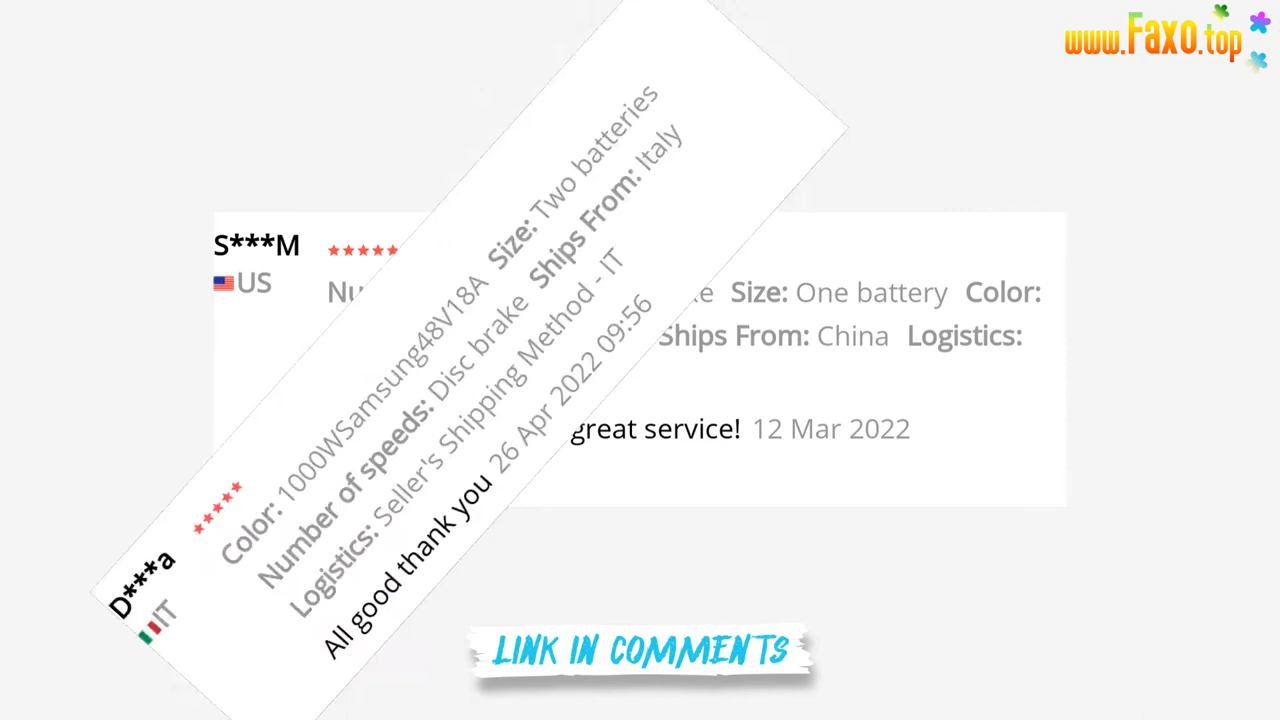 www.Faxo.top
S***M
US
Size: One battery Color:
Ships From: China Logistics:
great service! 12 Mar 2022
D***a
IT
Color: 1000WSamsung48V18A Size: Two batteries
Number of speeds: Disc brake Ships From: Italy
Logistics: Seller's Shipping Method - IT
All good thank you 26 Apr 2022 09:56
LINK IN COMMENTS